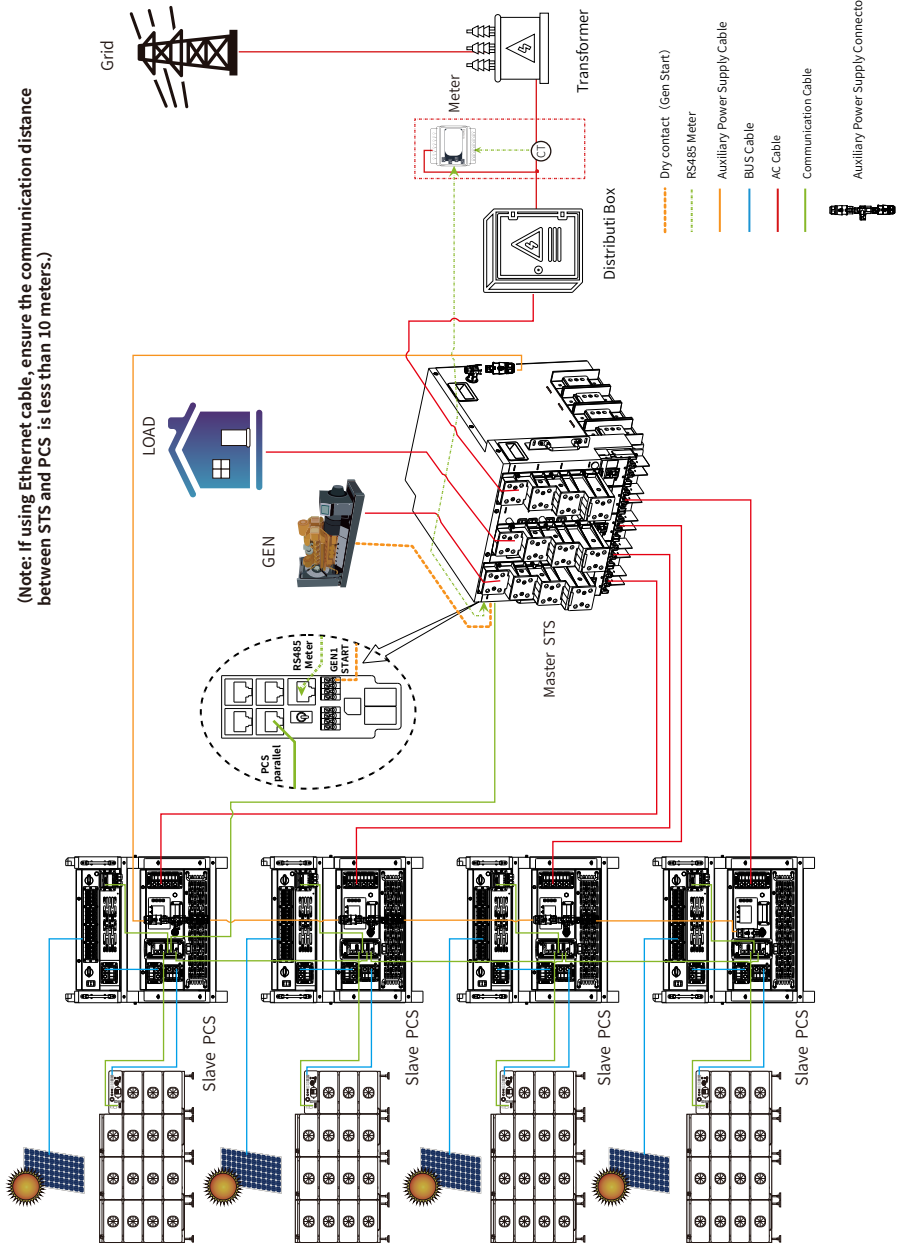 (Note: If using Ethernet cable, ensure the communication distance
between STS and PCS is less than 10 meters.)
Grid
Transformer
Meter
CT
Distributi Box
LOAD
GEN
Master STS
RS485
Meter
GEN1
START
PCS
parallel
Slave PCS
Slave PCS
Slave PCS
Slave PCS
Dry contact (Gen Start)
RS485 Meter
Auxiliary Power Supply Cable
BUS Cable
AC Cable
Communication Cable
Auxiliary Power Supply Connecto